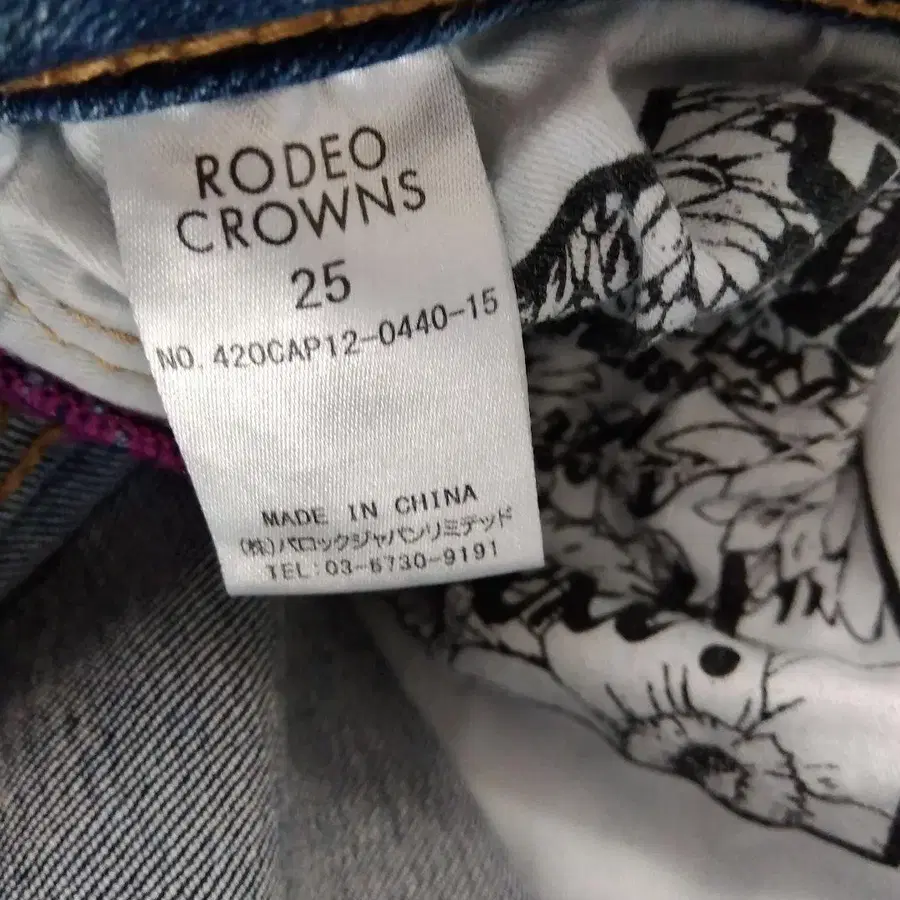 RODEO
CROWNS
25
NO. 420CAP12-0440-15
MADE IN CHINA
(株)バロックジャパンリミテッド
TEL:03-6730-9191